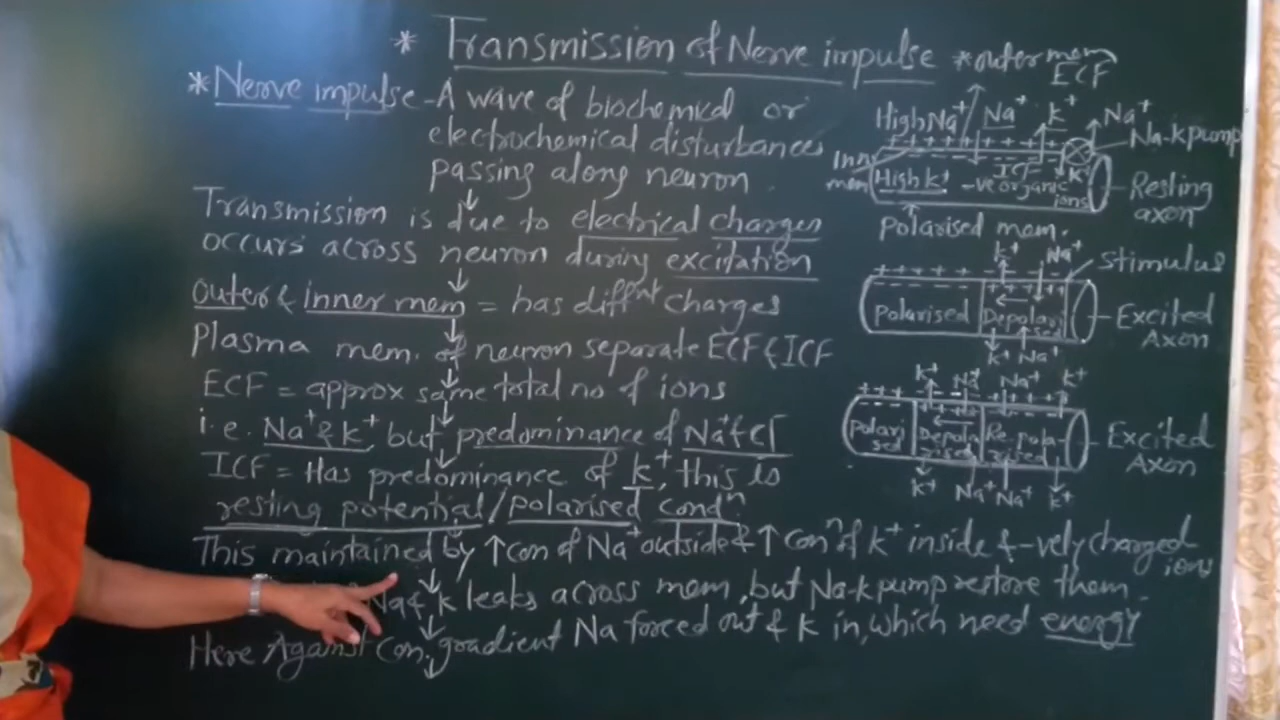 * Transmission of Nerve impulse
* Nerve impulse - A wave of biochemical or
electrochemical disturbances
passing along neuron.
↓
Transmission is due to electrical charges
occurs across neuron during excitation
↓
outer & inner mem = has diffnt charges
↓
Plasma mem. of neuron separate ECF & ICF
↓
ECF = approx same total no of ions
↓
i.e. Na+ & K+, but predominance of Na+ & Cl-
↓
ICF = Has predominance of K+, this is
resting potential/polarised condn.
↓
This maintained by ↑ con of Na+ outside & ↑ con of K+ inside & -vely charged
ions
↓
Na & K leaks across mem, but Na-K pump restore them.
↓
Here Against con. gradient Na forced out & K in, which need energy
↓
* outer mem
ECF
High Na+ Na+ K+ Na+
Na-K pump
+ + + + + + + + +
Inner
mem
ICF K+
High K+ -ve organic
ions
Resting
axon
Polarised mem.
K+ Na+
Stimulus
+ + + + + +
Polarised Depolarised
Excited
Axon
K+ Na+
K+ Na+ Na+ K+
+ + + +
Polarised Depolarised Repolarised
Excited
Axon
K+ Na+ Na+ K+